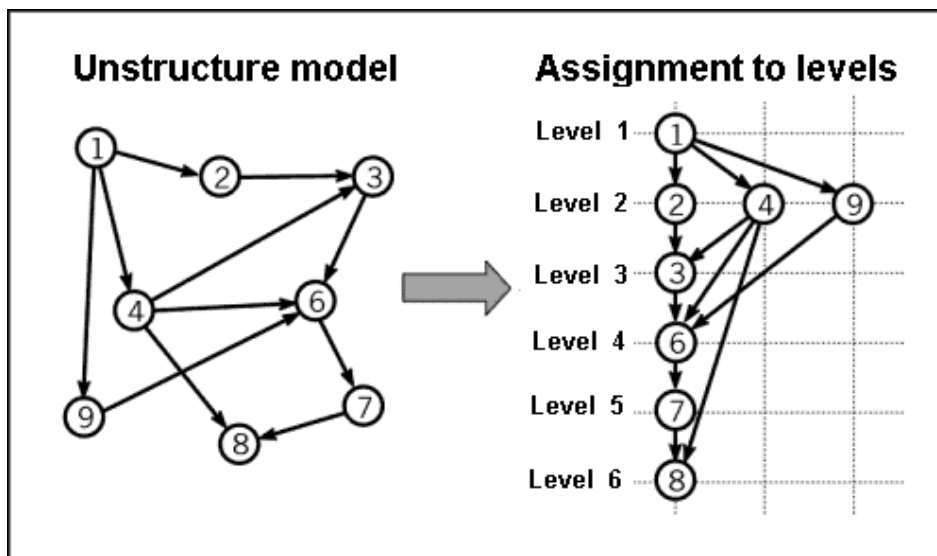 Unstructure model
Assignment to levels
1
2
3
4
6
9
7
8
Level 1
1
Level 2
2
4
9
Level 3
3
Level 4
6
Level 5
7
Level 6
8